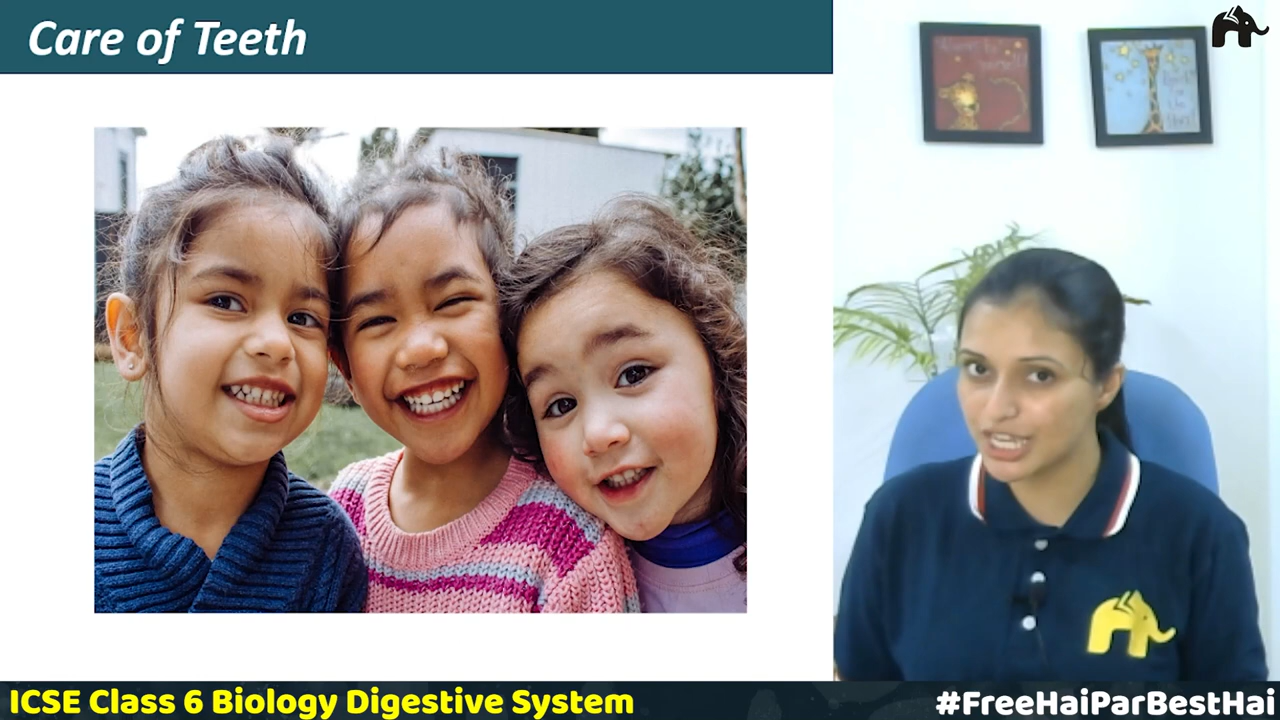 Care of Teeth
ICSE Class 6 Biology Digestive System
#FreeHaiParBestHai